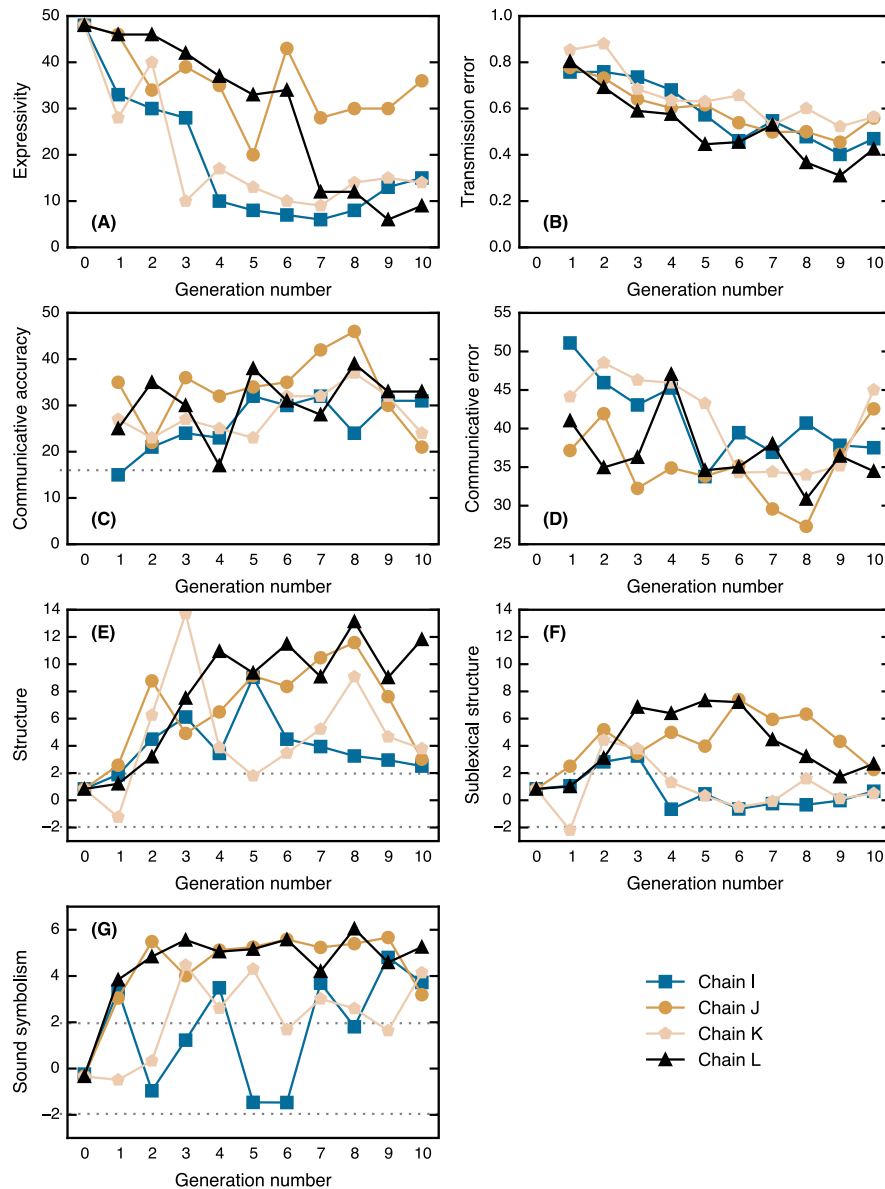 50
40
30
20
10
0
Expressivity
(A)
0 1 2 3 4 5 6 7 8 9 10
Generation number
1.0
0.8
0.6
0.4
0.2
0.0
Transmission error
(B)
0 1 2 3 4 5 6 7 8 9 10
Generation number
50
40
30
20
10
0
Communicative accuracy
(C)
0 1 2 3 4 5 6 7 8 9 10
Generation number
55
50
45
40
35
30
25
Communicative error
(D)
0 1 2 3 4 5 6 7 8 9 10
Generation number
14
12
10
8
6
4
2
0
−2
Structure
(E)
0 1 2 3 4 5 6 7 8 9 10
Generation number
14
12
10
8
6
4
2
0
−2
Sublexical structure
(F)
0 1 2 3 4 5 6 7 8 9 10
Generation number
6
4
2
0
−2
Sound symbolism
(G)
0 1 2 3 4 5 6 7 8 9 10
Generation number
Chain I
Chain J
Chain K
Chain L